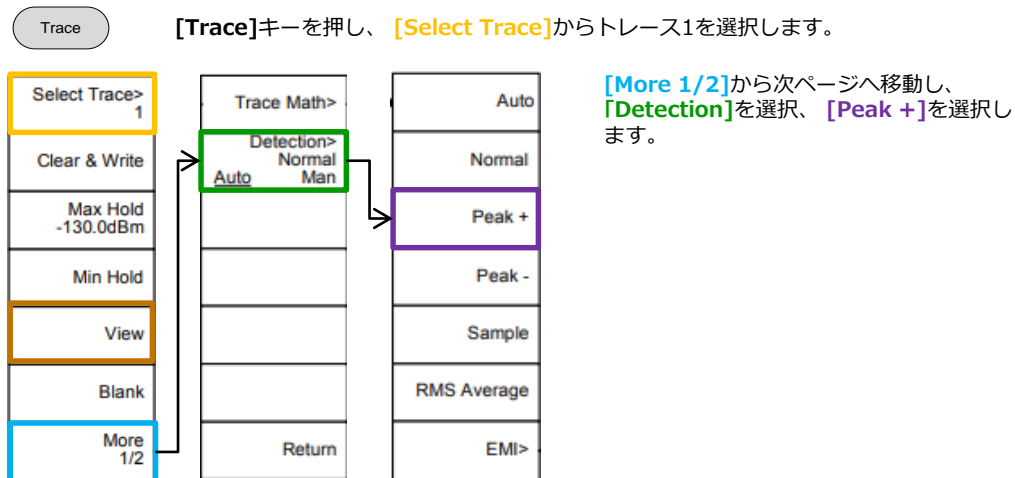 Trace
[Trace]キーを押し、 [Select Trace]からトレース1を選択します。
Select Trace>
1
Clear & Write
Max Hold
-130.0dBm
Min Hold
View
Blank
More
1/2
Trace Math>
Detection>
Normal
Auto Man
Return
Auto
Normal
Peak +
Peak -
Sample
RMS Average
EMI>
[More 1/2]から次ページへ移動し、
「Detection]を選択、 [Peak +]を選択し
ます。